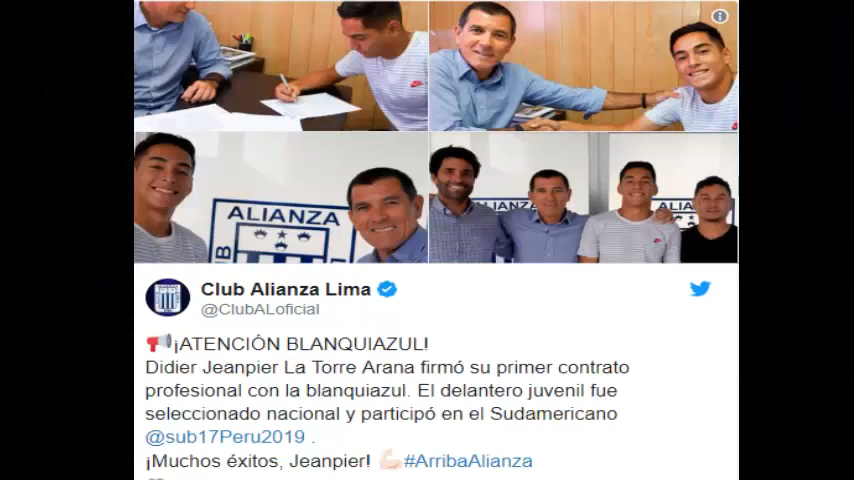 ALIANZA
ALIANZA
Club Alianza Lima
@ClubALoficial
¡ATENCIÓN BLANQUIAZUL!
Didier Jeanpier La Torre Arana firmó su primer contrato
profesional con la blanquiazul. El delantero juvenil fue
seleccionado nacional y participó en el Sudamericano
@sub17Peru2019 .
¡Muchos éxitos, Jeanpier! 💪🏻#ArribaAlianza